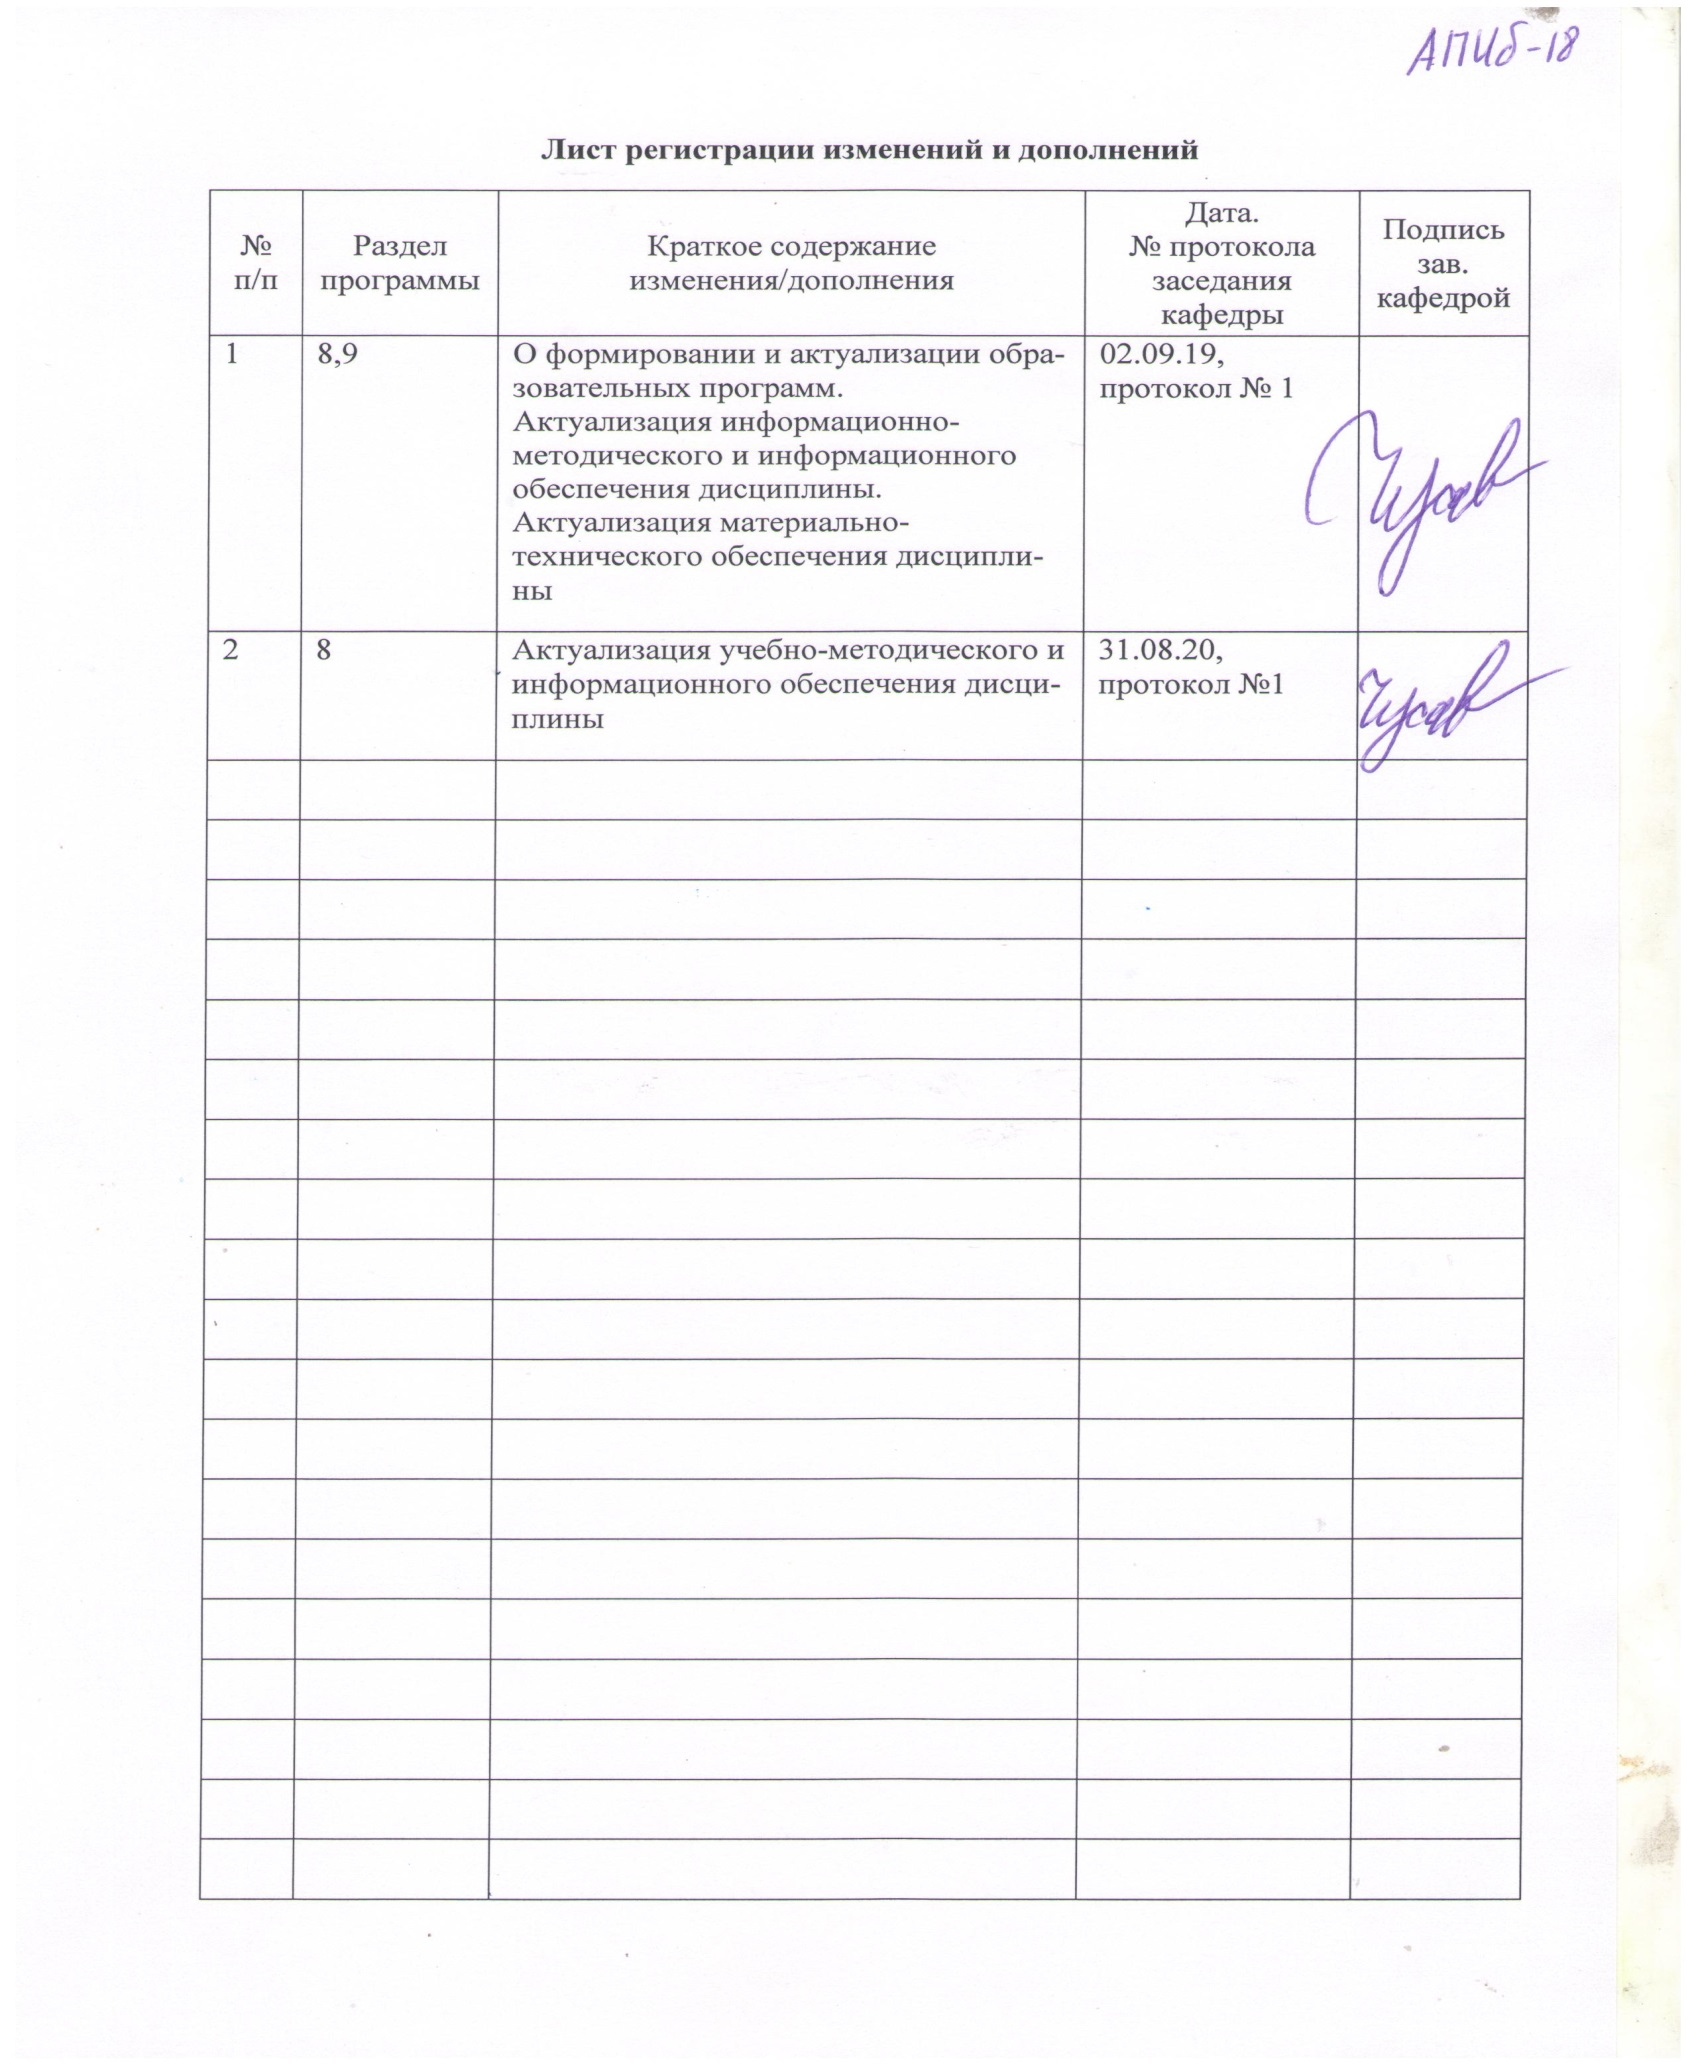 АПИб-18
Лист регистрации изменений и дополнений
№
п/п
Раздел
программы
Краткое содержание
изменения/дополнения
Дата.
№ протокола
заседания
кафедры
Подпись
зав.
кафедрой
1
8,9
О формировании и актуализации обра-
зовательных программ.
Актуализация информационно-
методического и информационного
обеспечения дисциплины.
Актуализация материально-
технического обеспечения дисципли-
ны
02.09.19,
протокол № 1
2
8
Актуализация учебно-методического и
информационного обеспечения дисци-
плины
31.08.20,
протокол №1